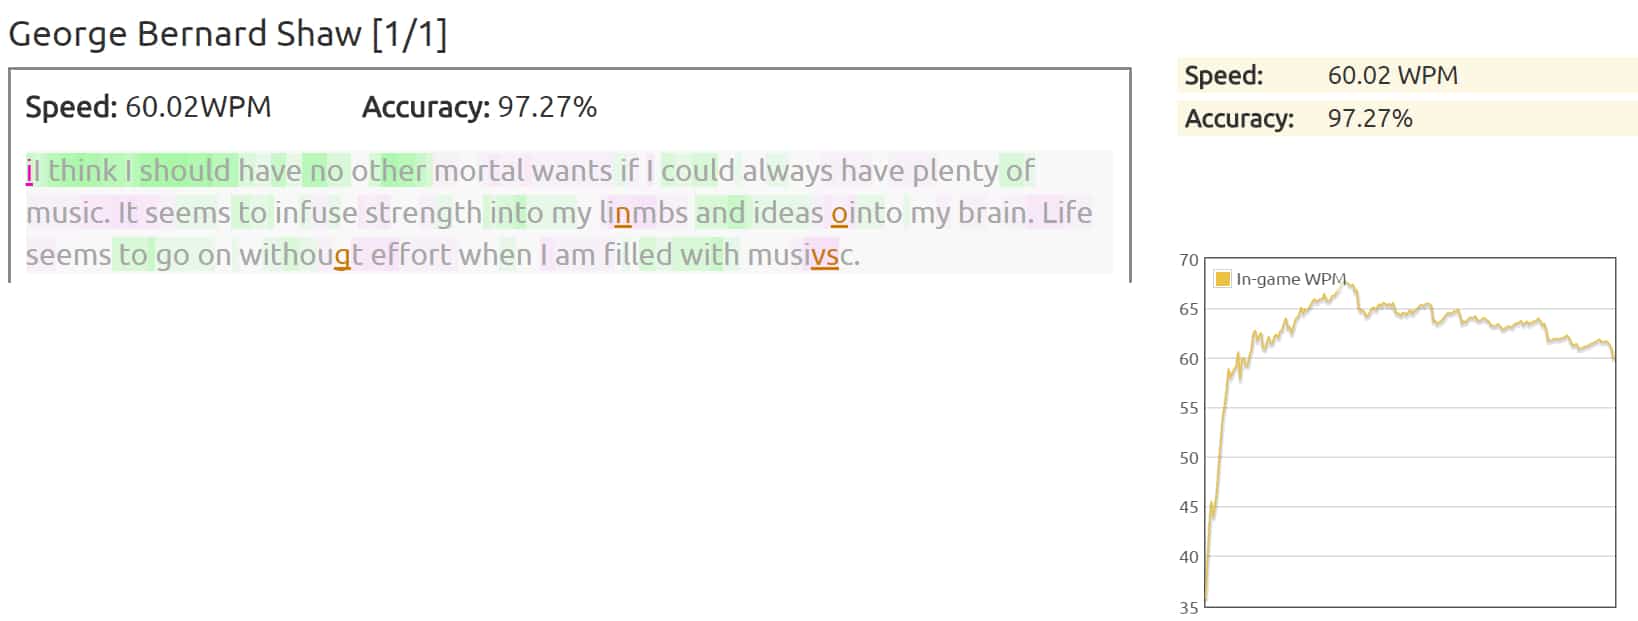 George Bernard Shaw [1/1]
Speed: 60.02WPM Accuracy: 97.27%
iI think I should have no other mortal wants if I could always have plenty of
music. It seems to infuse strength into my linmbs and ideas ointo my brain. Life
seems to go on withougt effort when I am filled with musivsc.
Speed: 60.02 WPM
Accuracy: 97.27%
In-game WPM
70
65
60
55
50
45
40
35